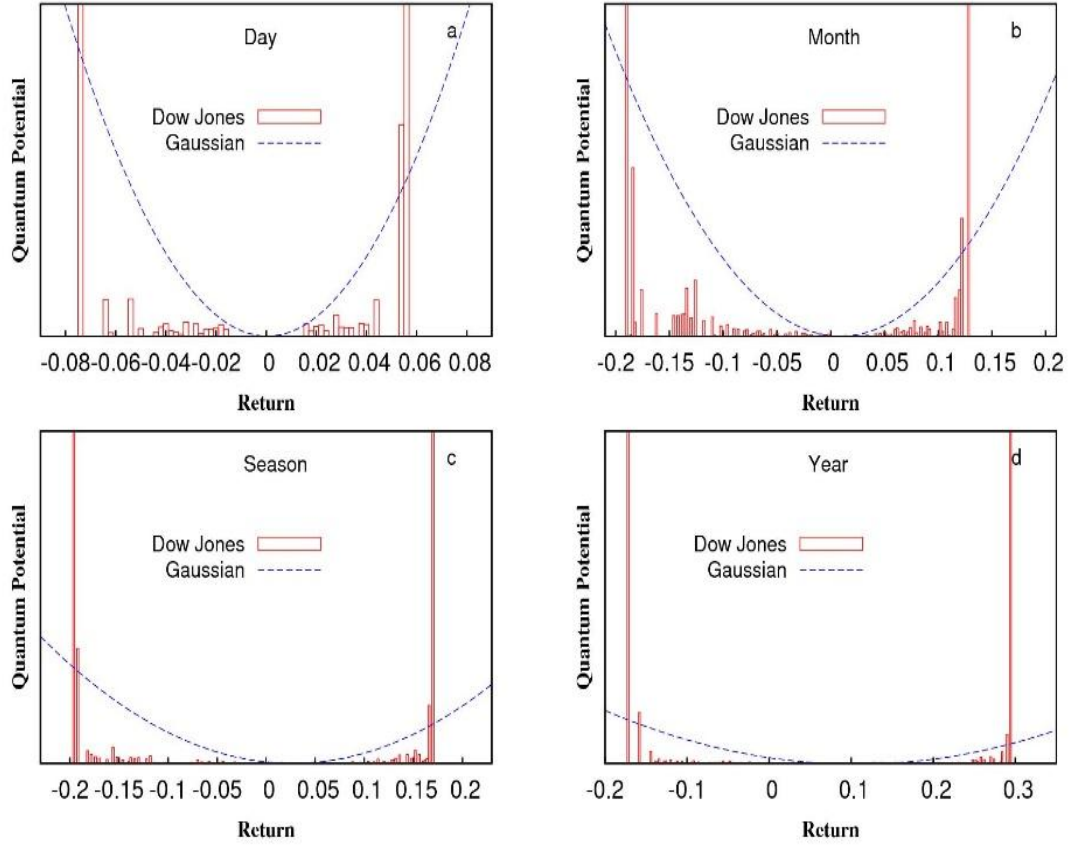 Day
a
Dow Jones
Gaussian
Quantum Potential
-0.08 -0.06 -0.04 -0.02 0 0.02 0.04 0.06 0.08
Return
Month
b
Dow Jones
Gaussian
Quantum Potential
-0.2 -0.15 -0.1 -0.05 0 0.05 0.1 0.15 0.2
Return
Season
c
Dow Jones
Gaussian
Quantum Potential
-0.2 -0.15 -0.1 -0.05 0 0.05 0.1 0.15 0.2
Return
Year
d
Dow Jones
Gaussian
Quantum Potential
-0.2 -0.1 0 0.1 0.2 0.3
Return